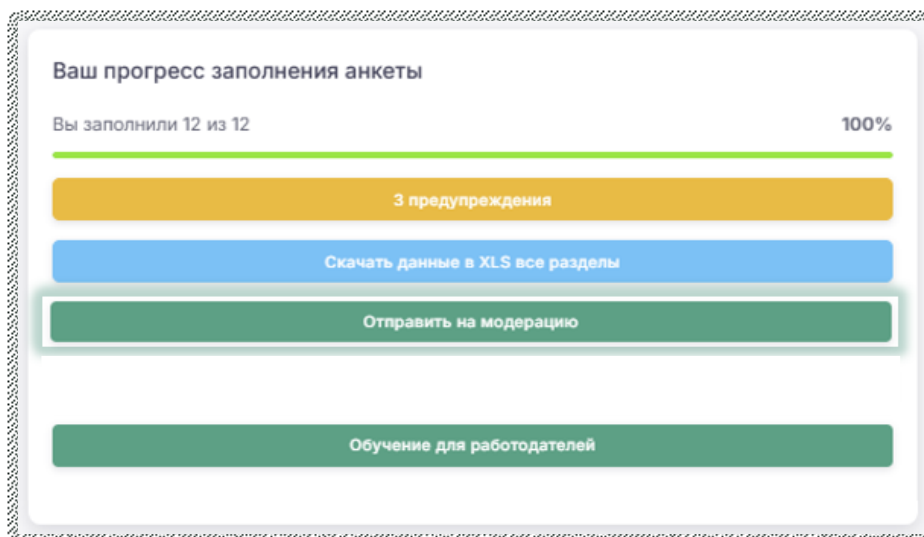 Ваш прогресс заполнения анкеты
Вы заполнили 12 из 12
100%
3 предупреждения
Скачать данные в XLS все разделы
Отправить на модерацию
Обучение для работодателей